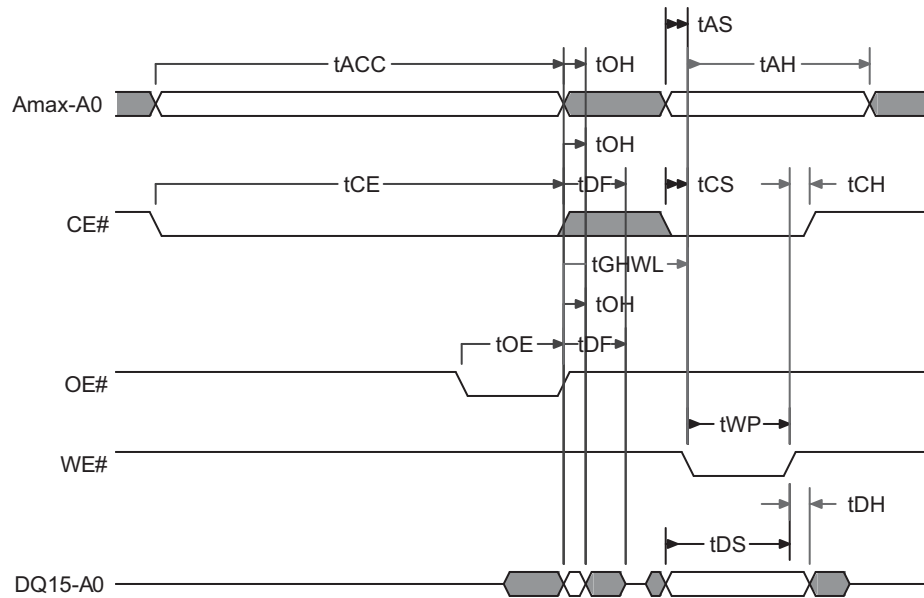 tAS
tACC tOH tAH
Amax-A0
tOH
tCE tDF tCS tCH
CE#
tGHWL
tOH
tOE tDF
OE#
tWP
WE#
tDH
tDS
DQ15-A0